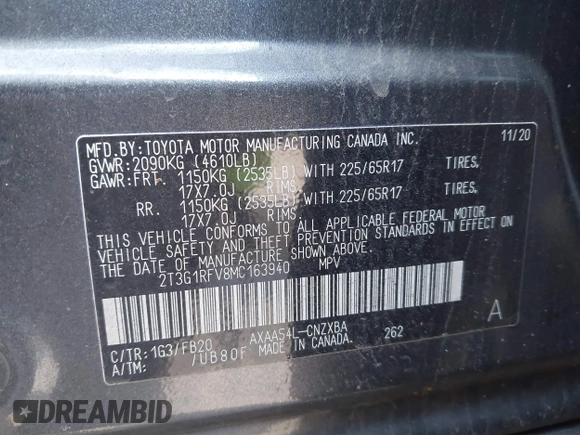 MFD.BY:TOYOTA MOTOR MANUFACTURING CANADA INC. 11/20
GVWR:2090KG (4610LB)
GAWR:FRT. 1150KG (2535LB) WITH 225/65R17 TIRES,
17X7.0J RIMS.
RR. 1150KG (2535LB) WITH 225/65R17 TIRES,
17X7.0J RIMS.
THIS VEHICLE CONFORMS TO ALL APPLICABLE FEDERAL MOTOR
VEHICLE SAFETY AND THEFT PREVENTION STANDARDS IN EFFECT ON
THE DATE OF MANUFACTURE SHOWN ABOVE.
2T3G1RFV8MC163940 MPV
A
C/TR:1G3/FB20 AXAA54L-CNZXBA 262
A/TM: /UB80F MADE IN CANADA.
DREAMBID